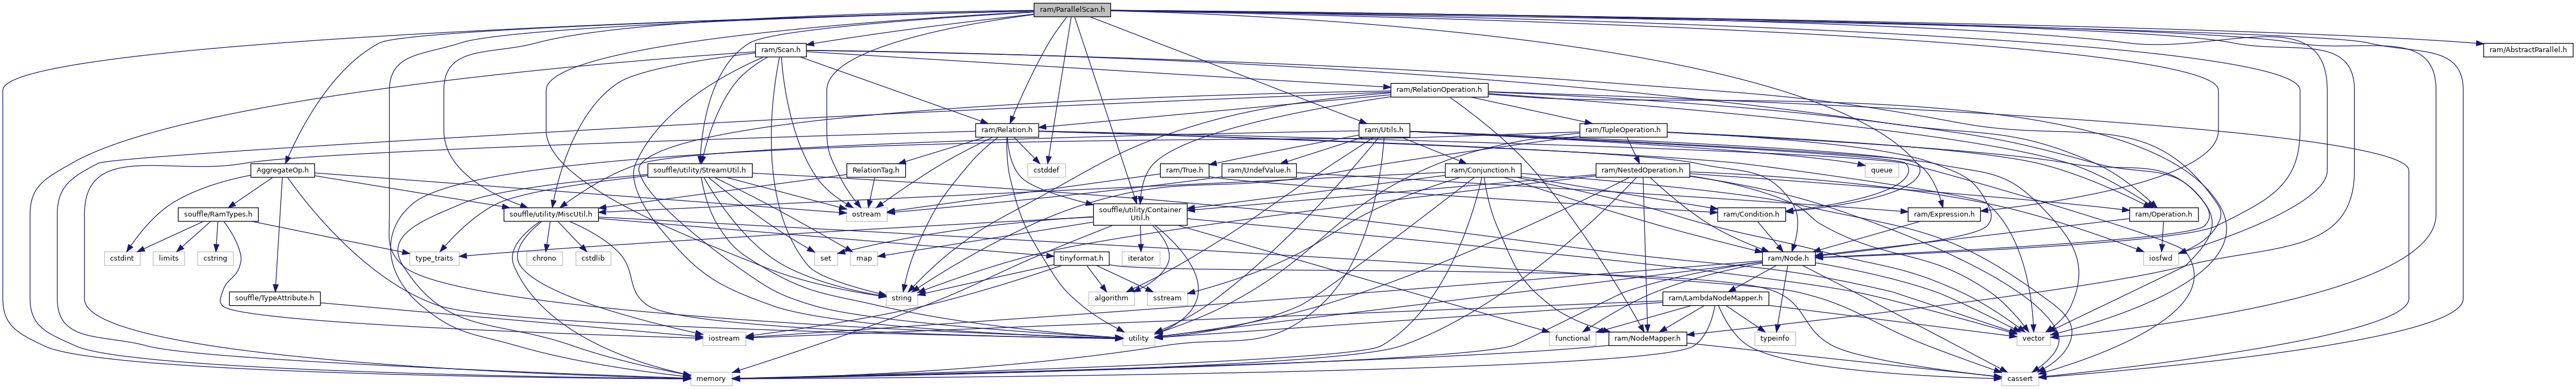 ram/ParallelScan.h
ram/Scan.h
ram/AbstractParallel.h
ram/RelationOperation.h
ram/Relation.h
ram/Utils.h
ram/TupleOperation.h
AggregateOp.h
souffle/utility/StreamUtil.h
RelationTag.h
cstddef
ram/True.h
ram/UndefValue.h
ram/Conjunction.h
ram/NestedOperation.h
queue
souffle/RamTypes.h
souffle/utility/MiscUtil.h
ostream
souffle/utility/Container
Util.h
ram/Condition.h
ram/Expression.h
ram/Operation.h
cstdint
limits
cstring
type_traits
chrono
cstdlib
set
map
tinyformat.h
iterator
ram/Node.h
iosfwd
souffle/TypeAttribute.h
string
algorithm
sstream
ram/LambdaNodeMapper.h
iostream
utility
functional
ram/NodeMapper.h
typeinfo
vector
memory
cassert